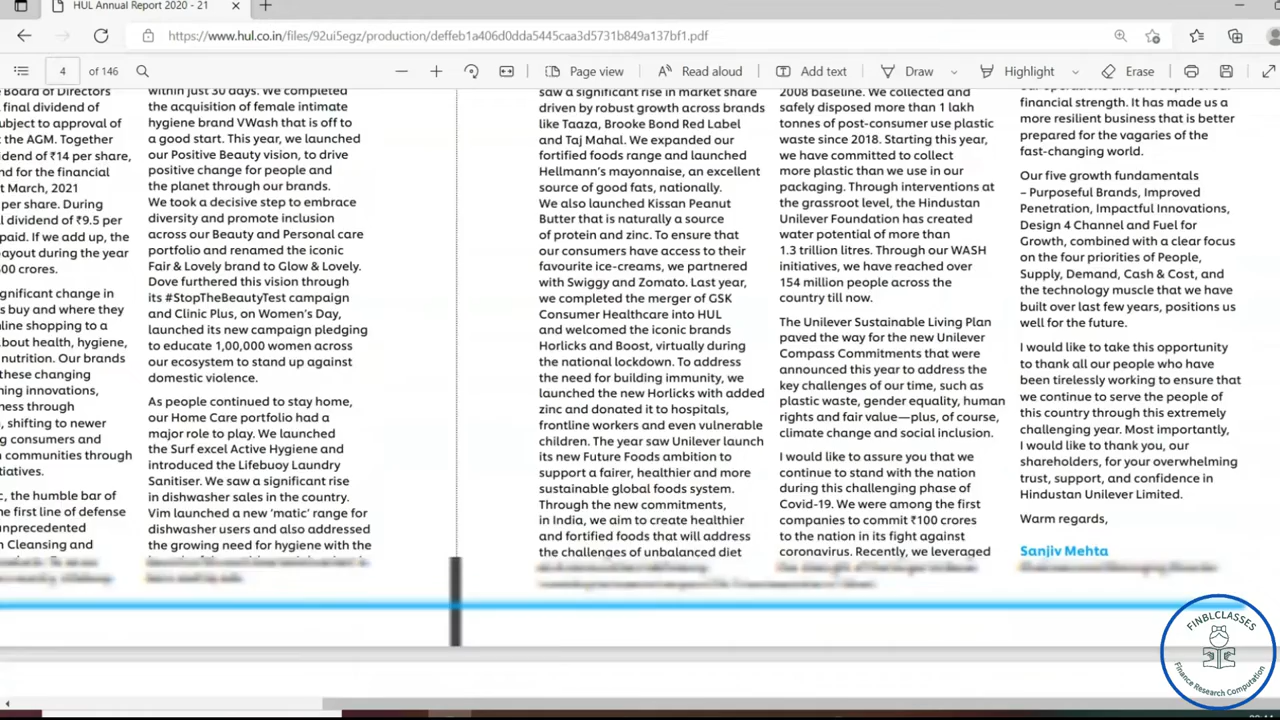 HUL Annual Report 2020 - 21
https://www.hul.co.in/files/92ui5egz/production/deffeb1a406d0dda5445caa3d5731b849a137bf1.pdf
4 of 146
Page view
Read aloud
Add text
Draw
Highlight
Erase
Board of Directors
final dividend of
ubject to approval of
the AGM. Together
dend of ₹14 per share,
nd for the financial
t March, 2021
per share. During
l dividend of ₹9.5 per
paid. If we add up, the
ayout during the year
00 crores.
gnificant change in
s buy and where they
line shopping to a
bout health, hygiene,
nutrition. Our brands
these changing
ning innovations,
ness through
, shifting to newer
g consumers and
communities through
tiatives.
c, the humble bar of
he first line of defense
unprecedented
n Cleansing and
within just 30 days. We completed
the acquisition of female intimate
hygiene brand VWash that is off to
a good start. This year, we launched
our Positive Beauty vision, to drive
positive change for people and
the planet through our brands.
We took a decisive step to embrace
diversity and promote inclusion
across our Beauty and Personal care
portfolio and renamed the iconic
Fair & Lovely brand to Glow & Lovely.
Dove furthered this vision through
its #StopTheBeautyTest campaign
and Clinic Plus, on Women’s Day,
launched its new campaign pledging
to educate 1,00,000 women across
our ecosystem to stand up against
domestic violence.
As people continued to stay home,
our Home Care portfolio had a
major role to play. We launched
the Surf excel Active Hygiene and
introduced the Lifebuoy Laundry
Sanitiser. We saw a significant rise
in dishwasher sales in the country.
Vim launched a new ‘matic’ range for
dishwasher users and also addressed
the growing need for hygiene with the
saw a significant rise in market share
driven by robust growth across brands
like Taaza, Brooke Bond Red Label
and Taj Mahal. We expanded our
fortified foods range and launched
Hellmann’s mayonnaise, an excellent
source of good fats, nationally.
We also launched Kissan Peanut
Butter that is naturally a source
of protein and zinc. To ensure that
our consumers have access to their
favourite ice-creams, we partnered
with Swiggy and Zomato. Last year,
we completed the merger of GSK
Consumer Healthcare into HUL
and welcomed the iconic brands
Horlicks and Boost, virtually during
the national lockdown. To address
the need for building immunity, we
launched the new Horlicks with added
zinc and donated it to hospitals,
frontline workers and even vulnerable
children. The year saw Unilever launch
its new Future Foods ambition to
support a fairer, healthier and more
sustainable global foods system.
Through the new commitments,
in India, we aim to create healthier
and fortified foods that will address
the challenges of unbalanced diet
2008 baseline. We collected and
safely disposed more than 1 lakh
tonnes of post-consumer use plastic
waste since 2018. Starting this year,
we have committed to collect
more plastic than we use in our
packaging. Through interventions at
the grassroot level, the Hindustan
Unilever Foundation has created
water potential of more than
1.3 trillion litres. Through our WASH
initiatives, we have reached over
154 million people across the
country till now.
The Unilever Sustainable Living Plan
paved the way for the new Unilever
Compass Commitments that were
announced this year to address the
key challenges of our time, such as
plastic waste, gender equality, human
rights and fair value—plus, of course,
climate change and social inclusion.
I would like to assure you that we
continue to stand with the nation
during this challenging phase of
Covid-19. We were among the first
companies to commit ₹100 crores
to the nation in its fight against
coronavirus. Recently, we leveraged
our operations and the depth of our
financial strength. It has made us a
more resilient business that is better
prepared for the vagaries of the
fast-changing world.
Our five growth fundamentals
– Purposeful Brands, Improved
Penetration, Impactful Innovations,
Design 4 Channel and Fuel for
Growth, combined with a clear focus
on the four priorities of People,
Supply, Demand, Cash & Cost, and
the technology muscle that we have
built over last few years, positions us
well for the future.
I would like to take this opportunity
to thank all our people who have
been tirelessly working to ensure that
we continue to serve the people of
this country through this extremely
challenging year. Most importantly,
I would like to thank you, our
shareholders, for your overwhelming
trust, support, and confidence in
Hindustan Unilever Limited.
Warm regards,
Sanjiv Mehta
FINBLCLASSES
Finance Research Computation